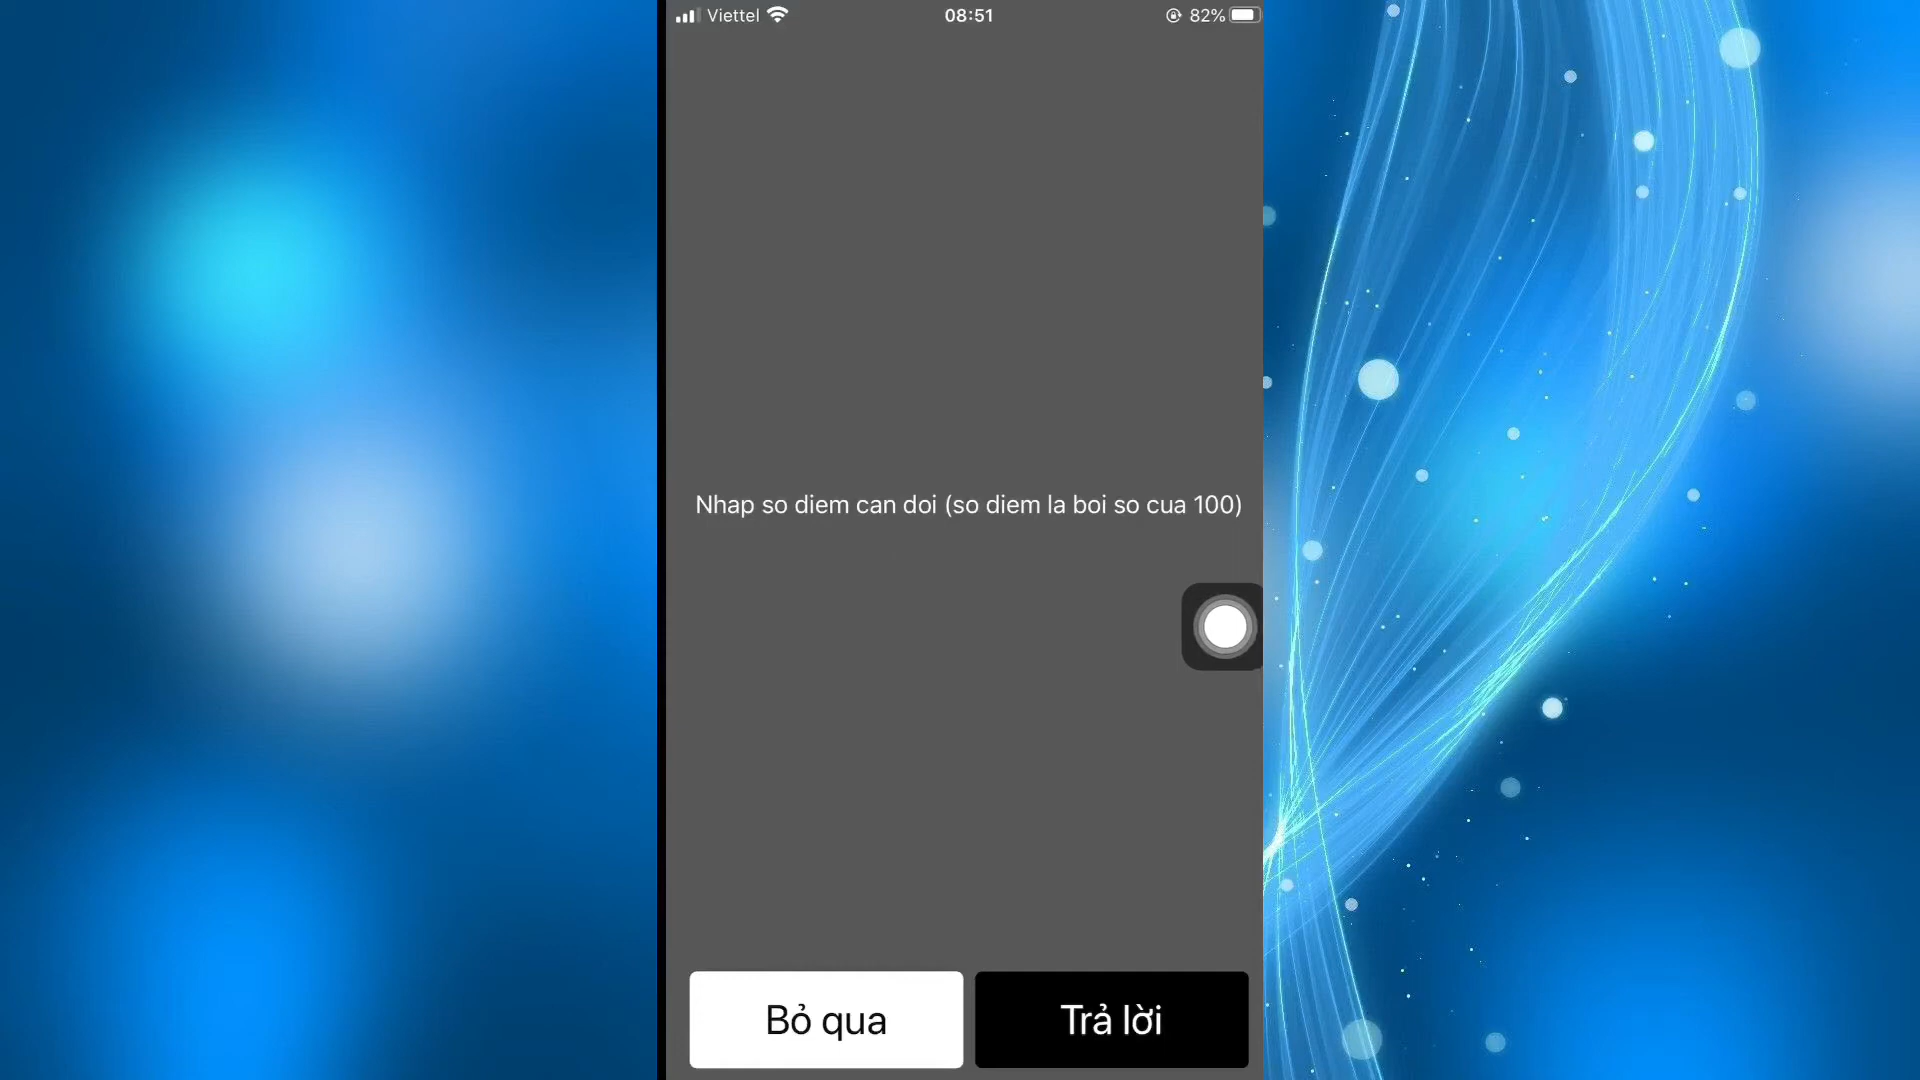 Viettel 08:51 82%
Nhap so diem can doi (so diem la boi so cua 100)
Bỏ qua Trả lời